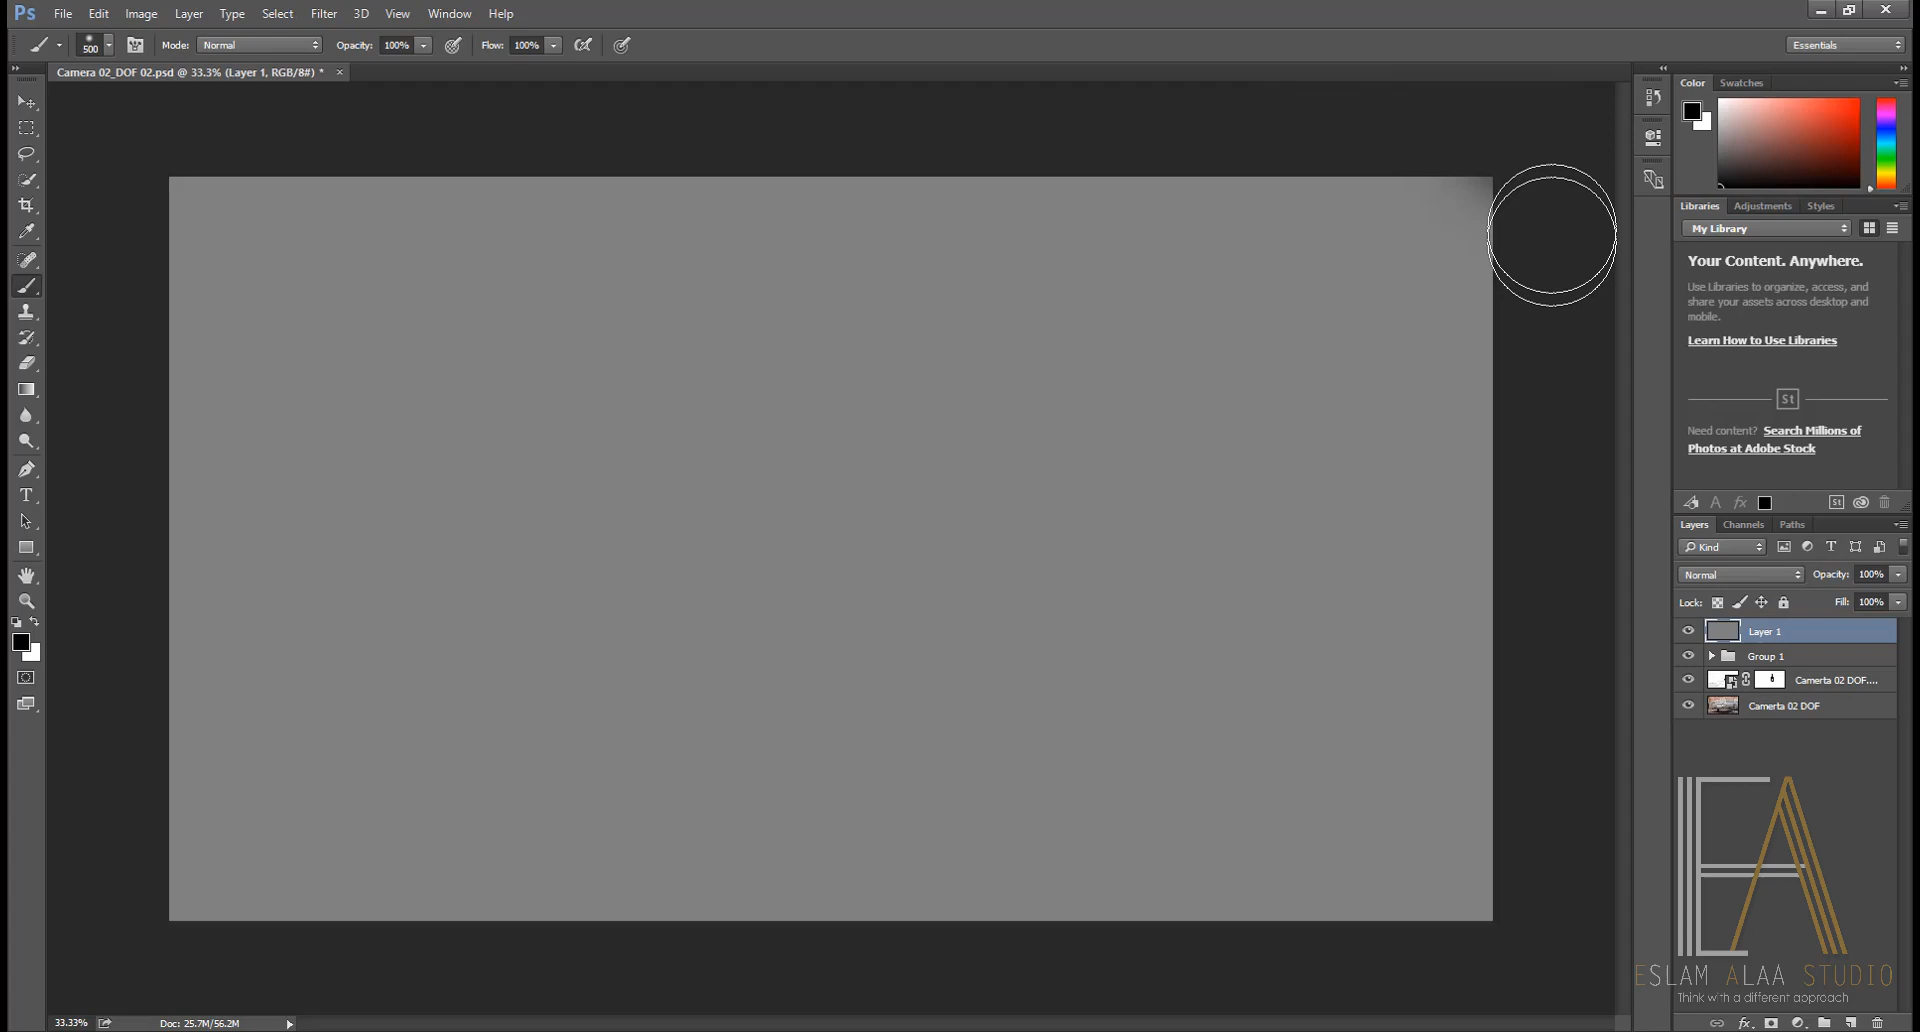 Ps File Edit Image Layer Type Select Filter 3D View Window Help
500 Mode: Normal Opacity: 100% Flow: 100% Essentials
Camera 02_DOF 02.psd @ 33.3% (Layer 1, RGB/8#) * ×
Color Swatches
Libraries Adjustments Styles
My Library
Your Content. Anywhere.
Use Libraries to organize, access, and
share your assets across desktop and
mobile.
Learn How to Use Libraries
St
Need content? Search Millions of
Photos at Adobe Stock
A fx St
Layers Channels Paths
Kind T
Normal Opacity: 100%
Lock: Fill: 100%
Layer 1
Group 1
Camerta 02 DOF....
Camerta 02 DOF
EA
ESLAM ALAA STUDIO
Think with a different approach
33.33% Doc: 25.7M/56.2M
fx